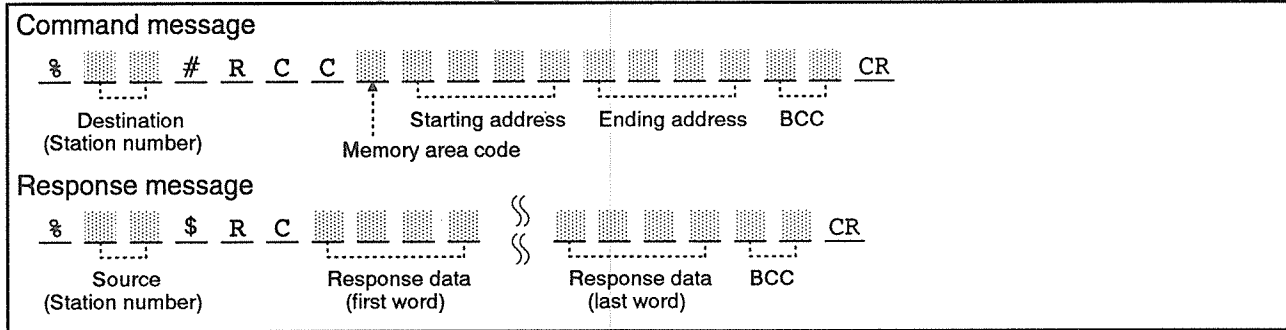 Command message
% # R C C CR
Destination Starting address Ending address BCC
(Station number) Memory area code
Response message
% $ R C CR
Source Response data Response data BCC
(Station number) (first word) (last word)